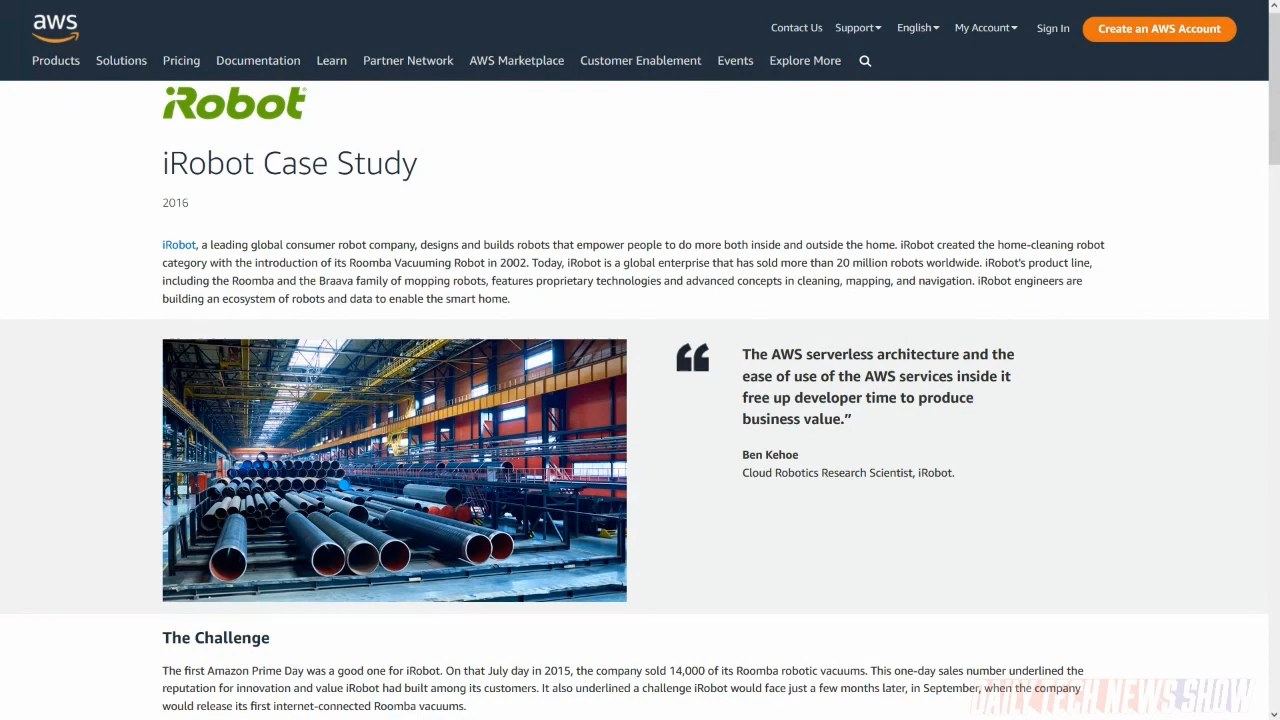 aws
Contact Us Support English My Account Sign In Create an AWS Account
Products Solutions Pricing Documentation Learn Partner Network AWS Marketplace Customer Enablement Events Explore More
iRobot®
iRobot Case Study
2016
iRobot, a leading global consumer robot company, designs and builds robots that empower people to do more both inside and outside the home. iRobot created the home-cleaning robot
category with the introduction of its Roomba Vacuuming Robot in 2002. Today, iRobot is a global enterprise that has sold more than 20 million robots worldwide. iRobot's product line,
including the Roomba and the Braava family of mopping robots, features proprietary technologies and advanced concepts in cleaning, mapping, and navigation. iRobot engineers are
building an ecosystem of robots and data to enable the smart home.
“
The AWS serverless architecture and the
ease of use of the AWS services inside it
free up developer time to produce
business value.”
Ben Kehoe
Cloud Robotics Research Scientist, iRobot.
The Challenge
The first Amazon Prime Day was a good one for iRobot. On that July day in 2015, the company sold 14,000 of its Roomba robotic vacuums. This one-day sales number underlined the
reputation for innovation and value iRobot had built among its customers. It also underlined a challenge iRobot would face just a few months later, in September, when the company
would release its first internet-connected Roomba vacuums.
DAILY TECH NEWS SHOW